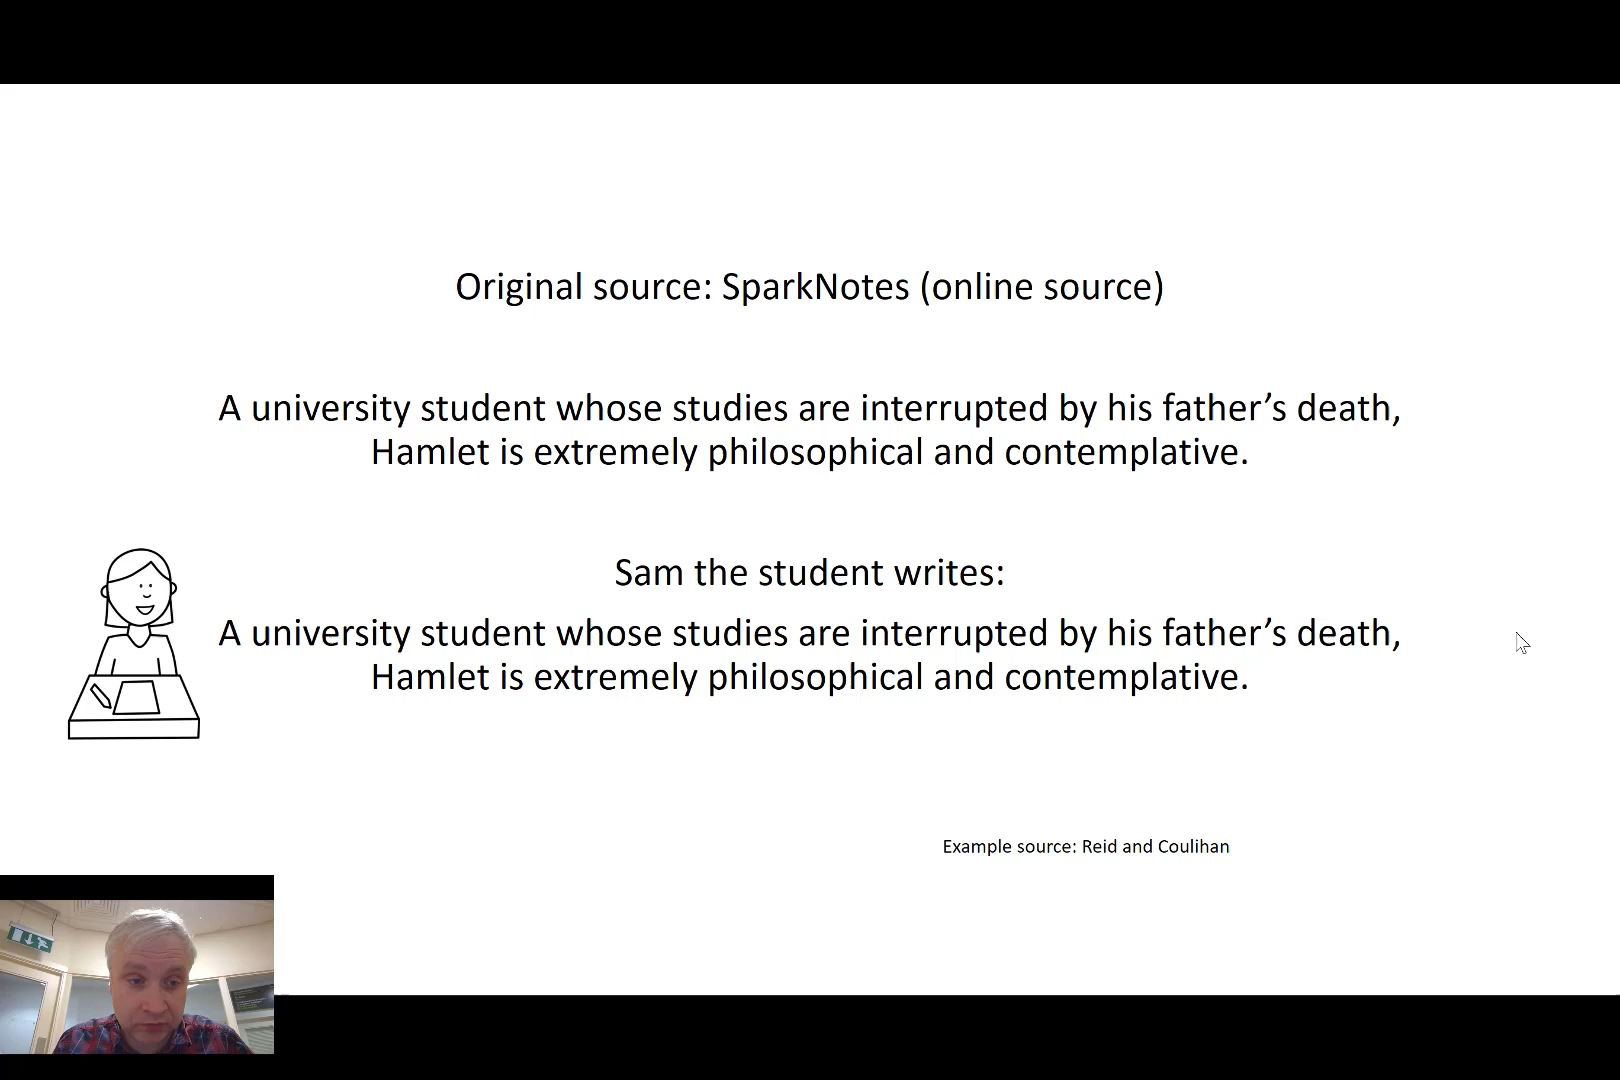 Original source: SparkNotes (online source)
A university student whose studies are interrupted by his father’s death,
Hamlet is extremely philosophical and contemplative.
Sam the student writes:
A university student whose studies are interrupted by his father’s death,
Hamlet is extremely philosophical and contemplative.
Example source: Reid and Coulihan